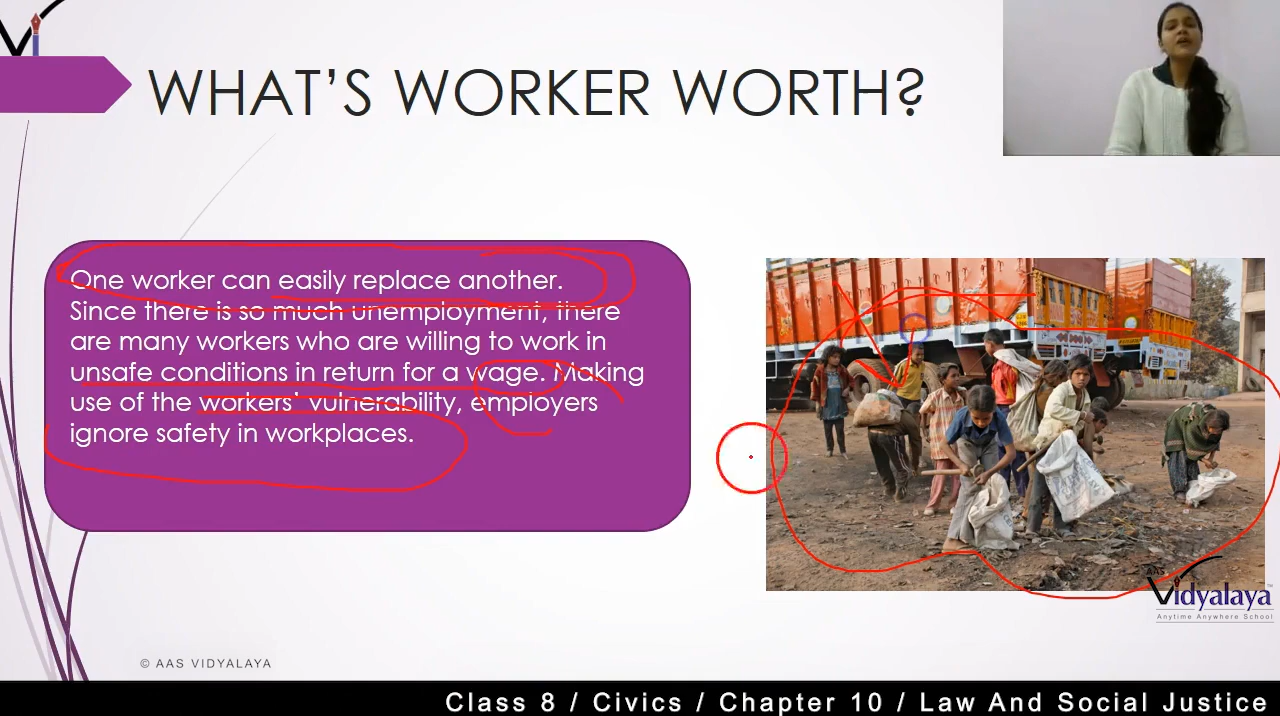 WHAT'S WORKER WORTH?
One worker can easily replace another.
Since there is so much unemployment, there
are many workers who are willing to work in
unsafe conditions in return for a wage. Making
use of the workers' vulnerability, employers
ignore safety in workplaces.
AAS
Vidyalaya
Anytime Anywhere School
© AAS VIDYALAYA
Class 8 / Civics / Chapter 10 / Law And Social Justice